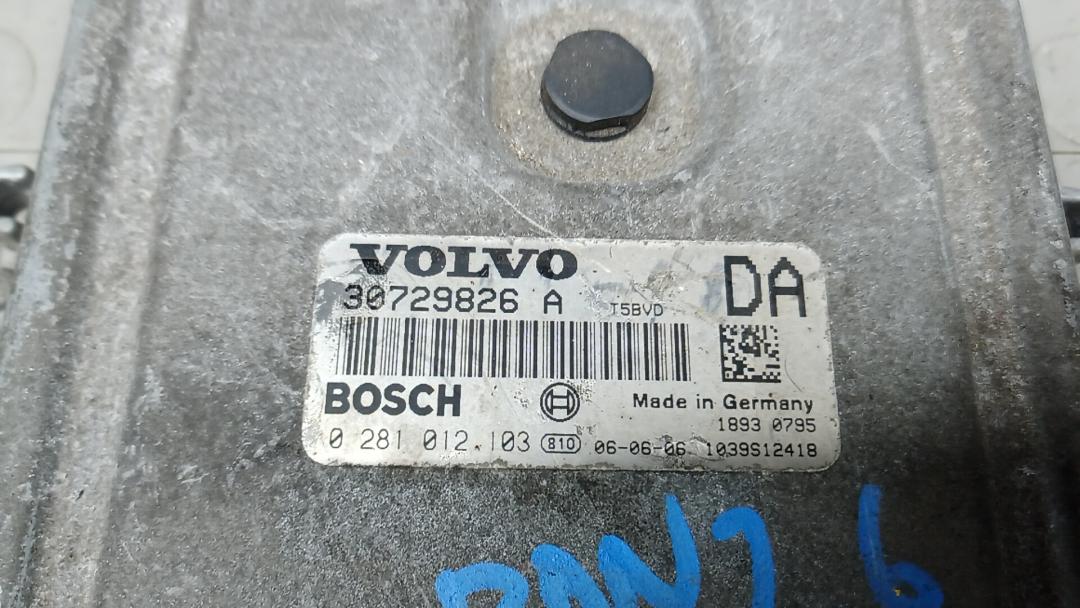 VOLVO
DA
30729826 A T5BVD
BOSCH
Made in Germany
1893 0795
0 281 012 103 810 06-06-06 1039S12418
6